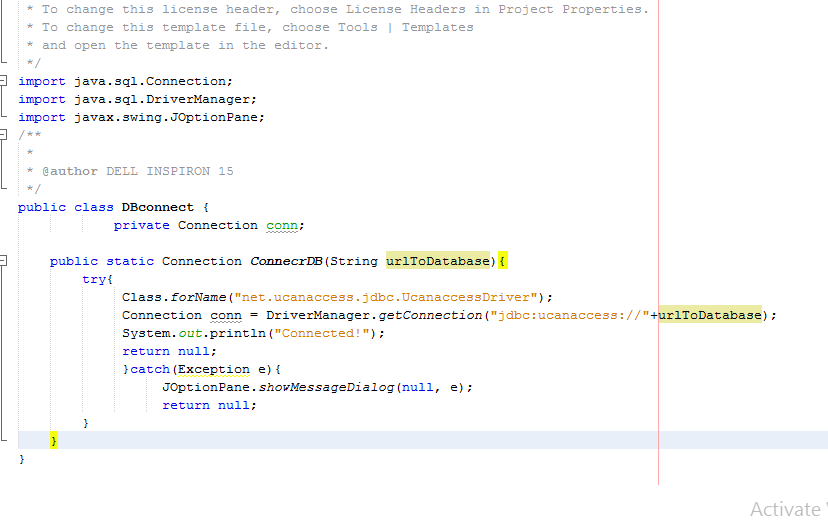 * To change this license header, choose License Headers in Project Properties.
* To change this template file, choose Tools | Templates
* and open the template in the editor.
*/
import java.sql.Connection;
import java.sql.DriverManager;
import javax.swing.JOptionPane;
/**
*
* @author DELL INSPIRON 15
*/
public class DBconnect {
private Connection conn;
public static Connection ConnecrDB(String urlToDatabase){
try{
Class.forName("net.ucanaccess.jdbc.UcanaccessDriver");
Connection conn = DriverManager.getConnection("jdbc:ucanaccess://"+urlToDatabase);
System.out.println("Connected!");
return null;
}catch(Exception e){
JOptionPane.showMessageDialog(null, e);
return null;
}
}
}
Activate